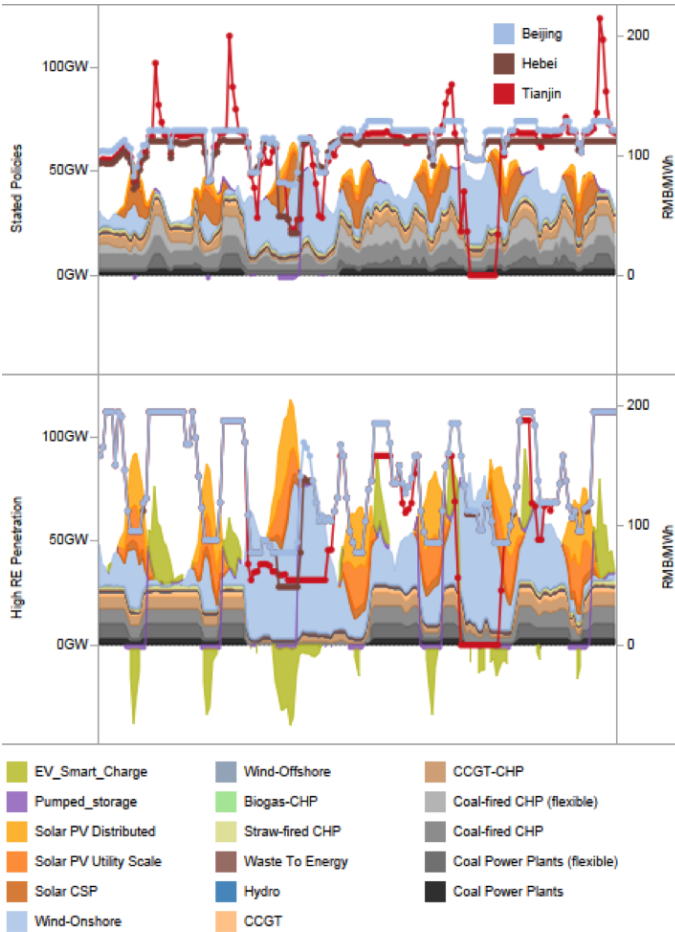 Beijing
Hebei
Tianjin
Stated Policies
100GW
50GW
0GW
200
100
0
RMB/MWh
High RE Penetration
100GW
50GW
0GW
200
100
0
RMB/MWh
EV_Smart_Charge
Pumped_storage
Solar PV Distributed
Solar PV Utility Scale
Solar CSP
Wind-Onshore
Wind-Offshore
Biogas-CHP
Straw-fired CHP
Waste To Energy
Hydro
CCGT
CCGT-CHP
Coal-fired CHP (flexible)
Coal-fired CHP
Coal Power Plants (flexible)
Coal Power Plants